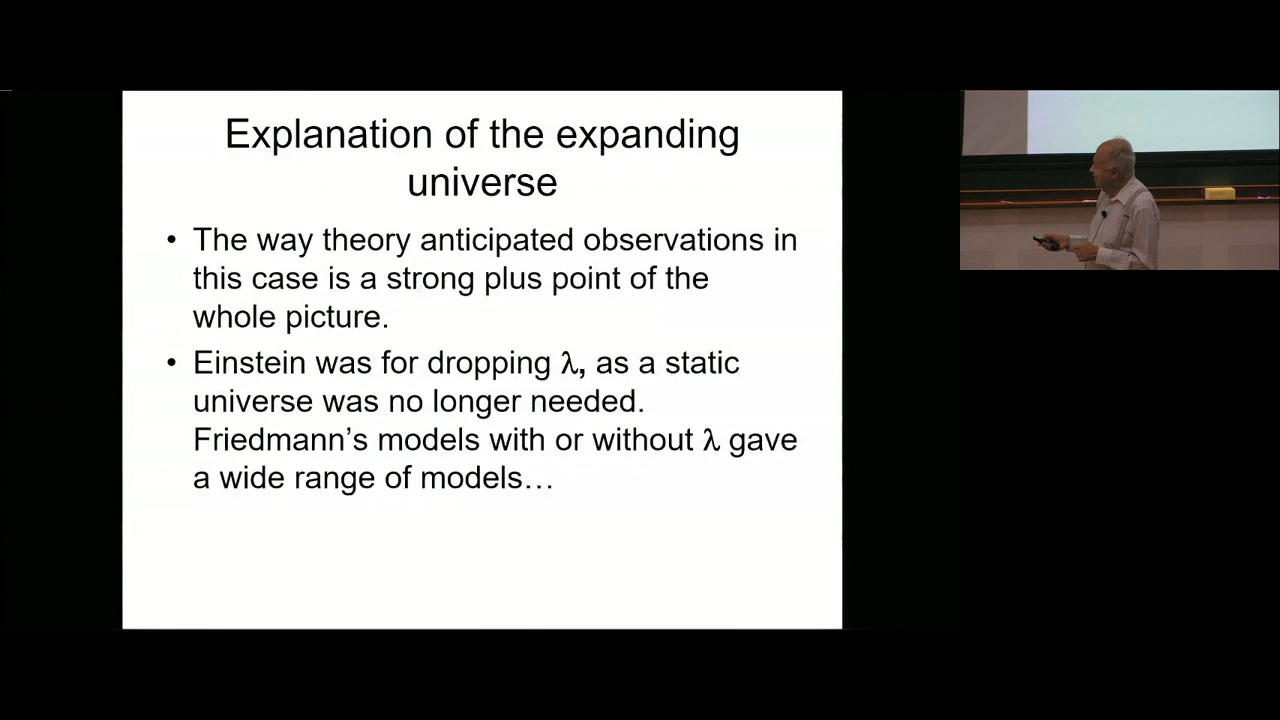 Explanation of the expanding
universe
• The way theory anticipated observations in
this case is a strong plus point of the
whole picture.
• Einstein was for dropping λ, as a static
universe was no longer needed.
Friedmann’s models with or without λ gave
a wide range of models…